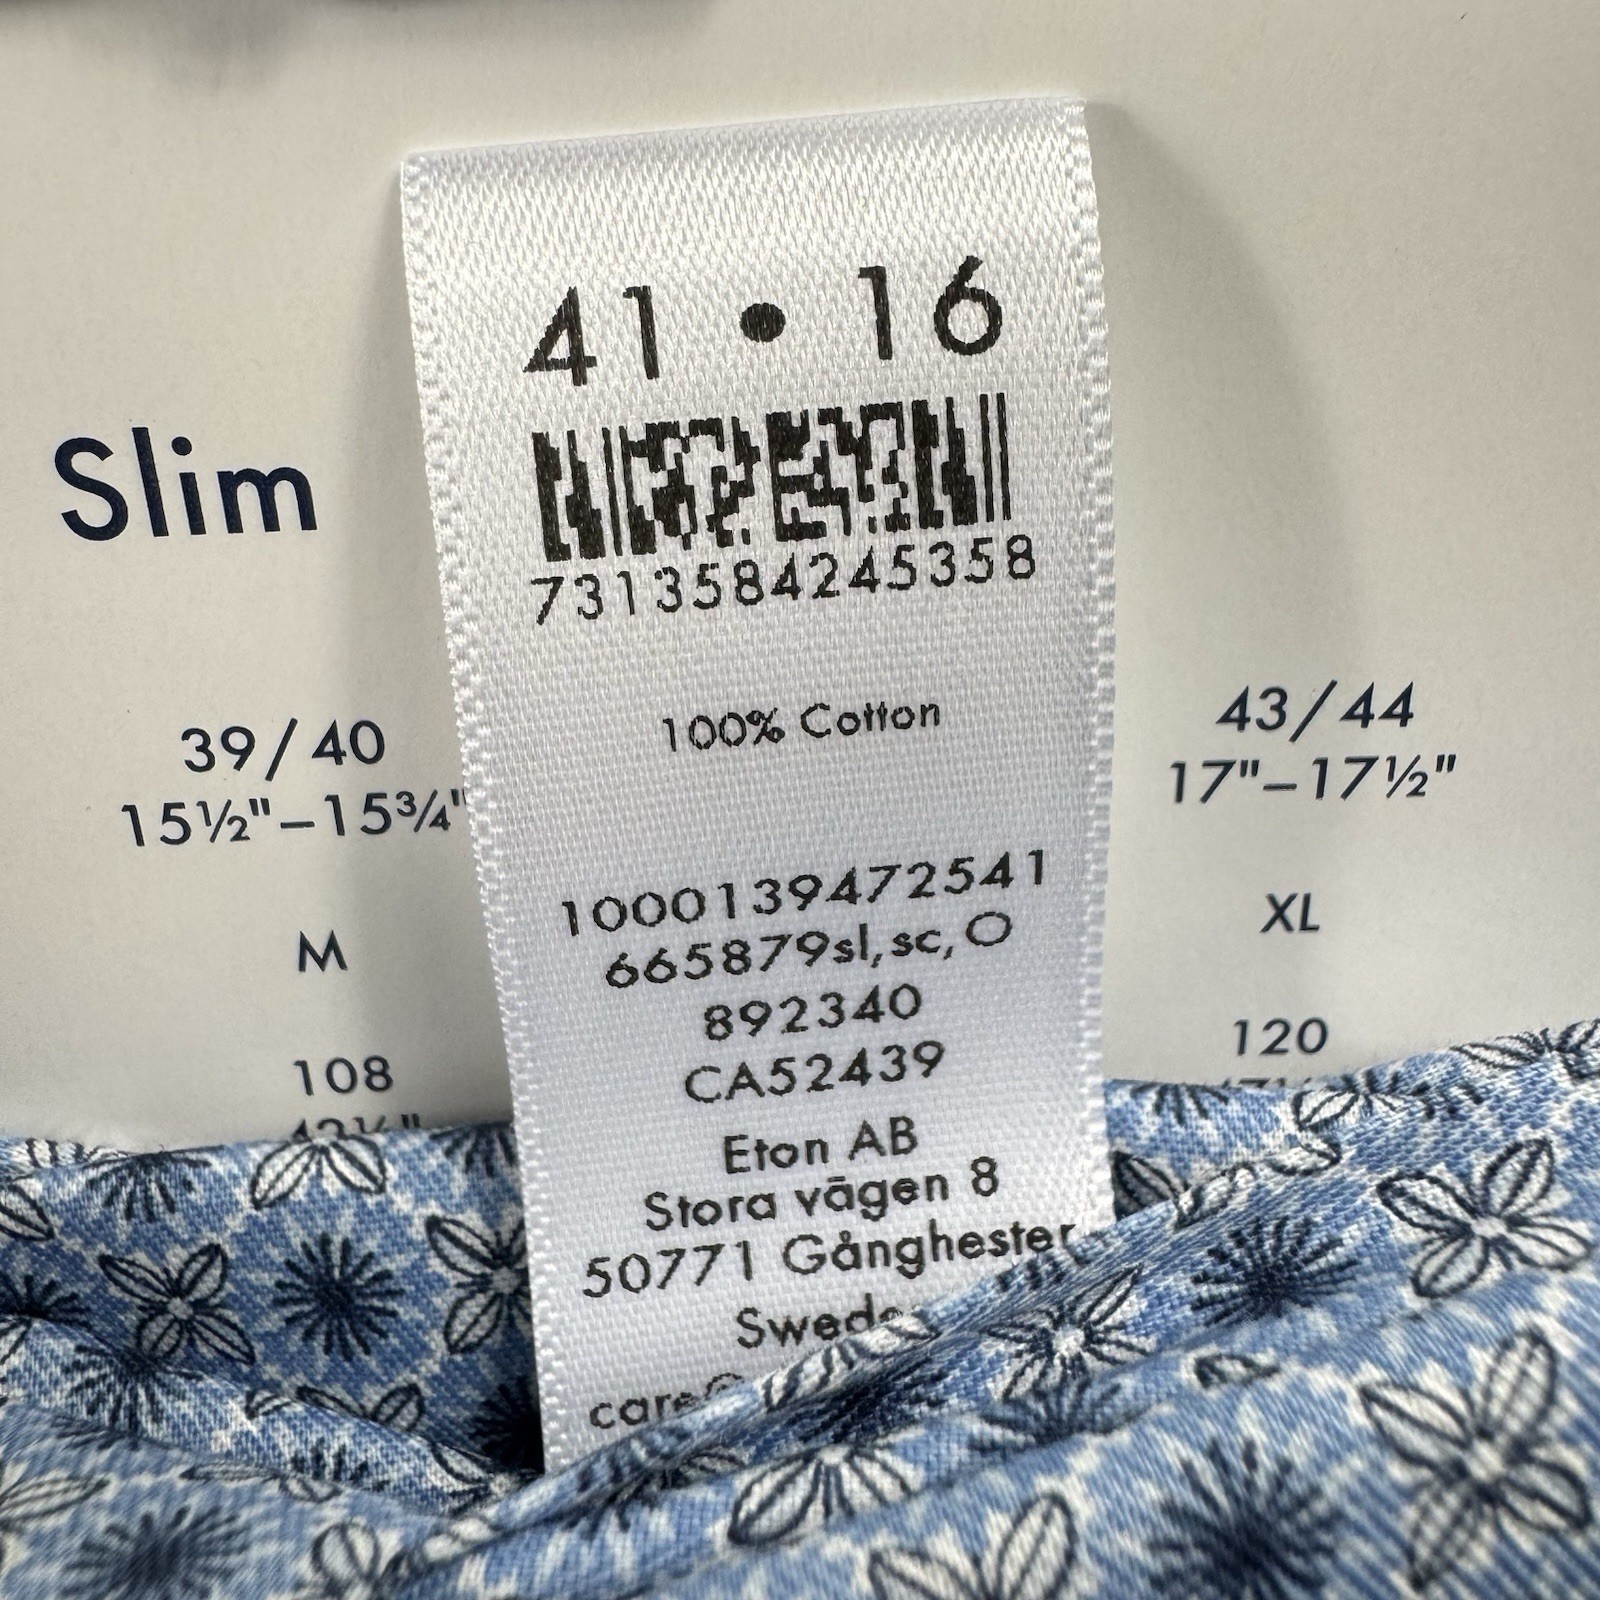 41 • 16
7313584245358
Slim
100% Cotton
39/40
15½"–15¾"
43/44
17"–17½"
1000139472541
665879sl,sc,O
M
XL
892340
CA52439
108
120
Eton AB
Stora vägen 8
50771 Gånghester